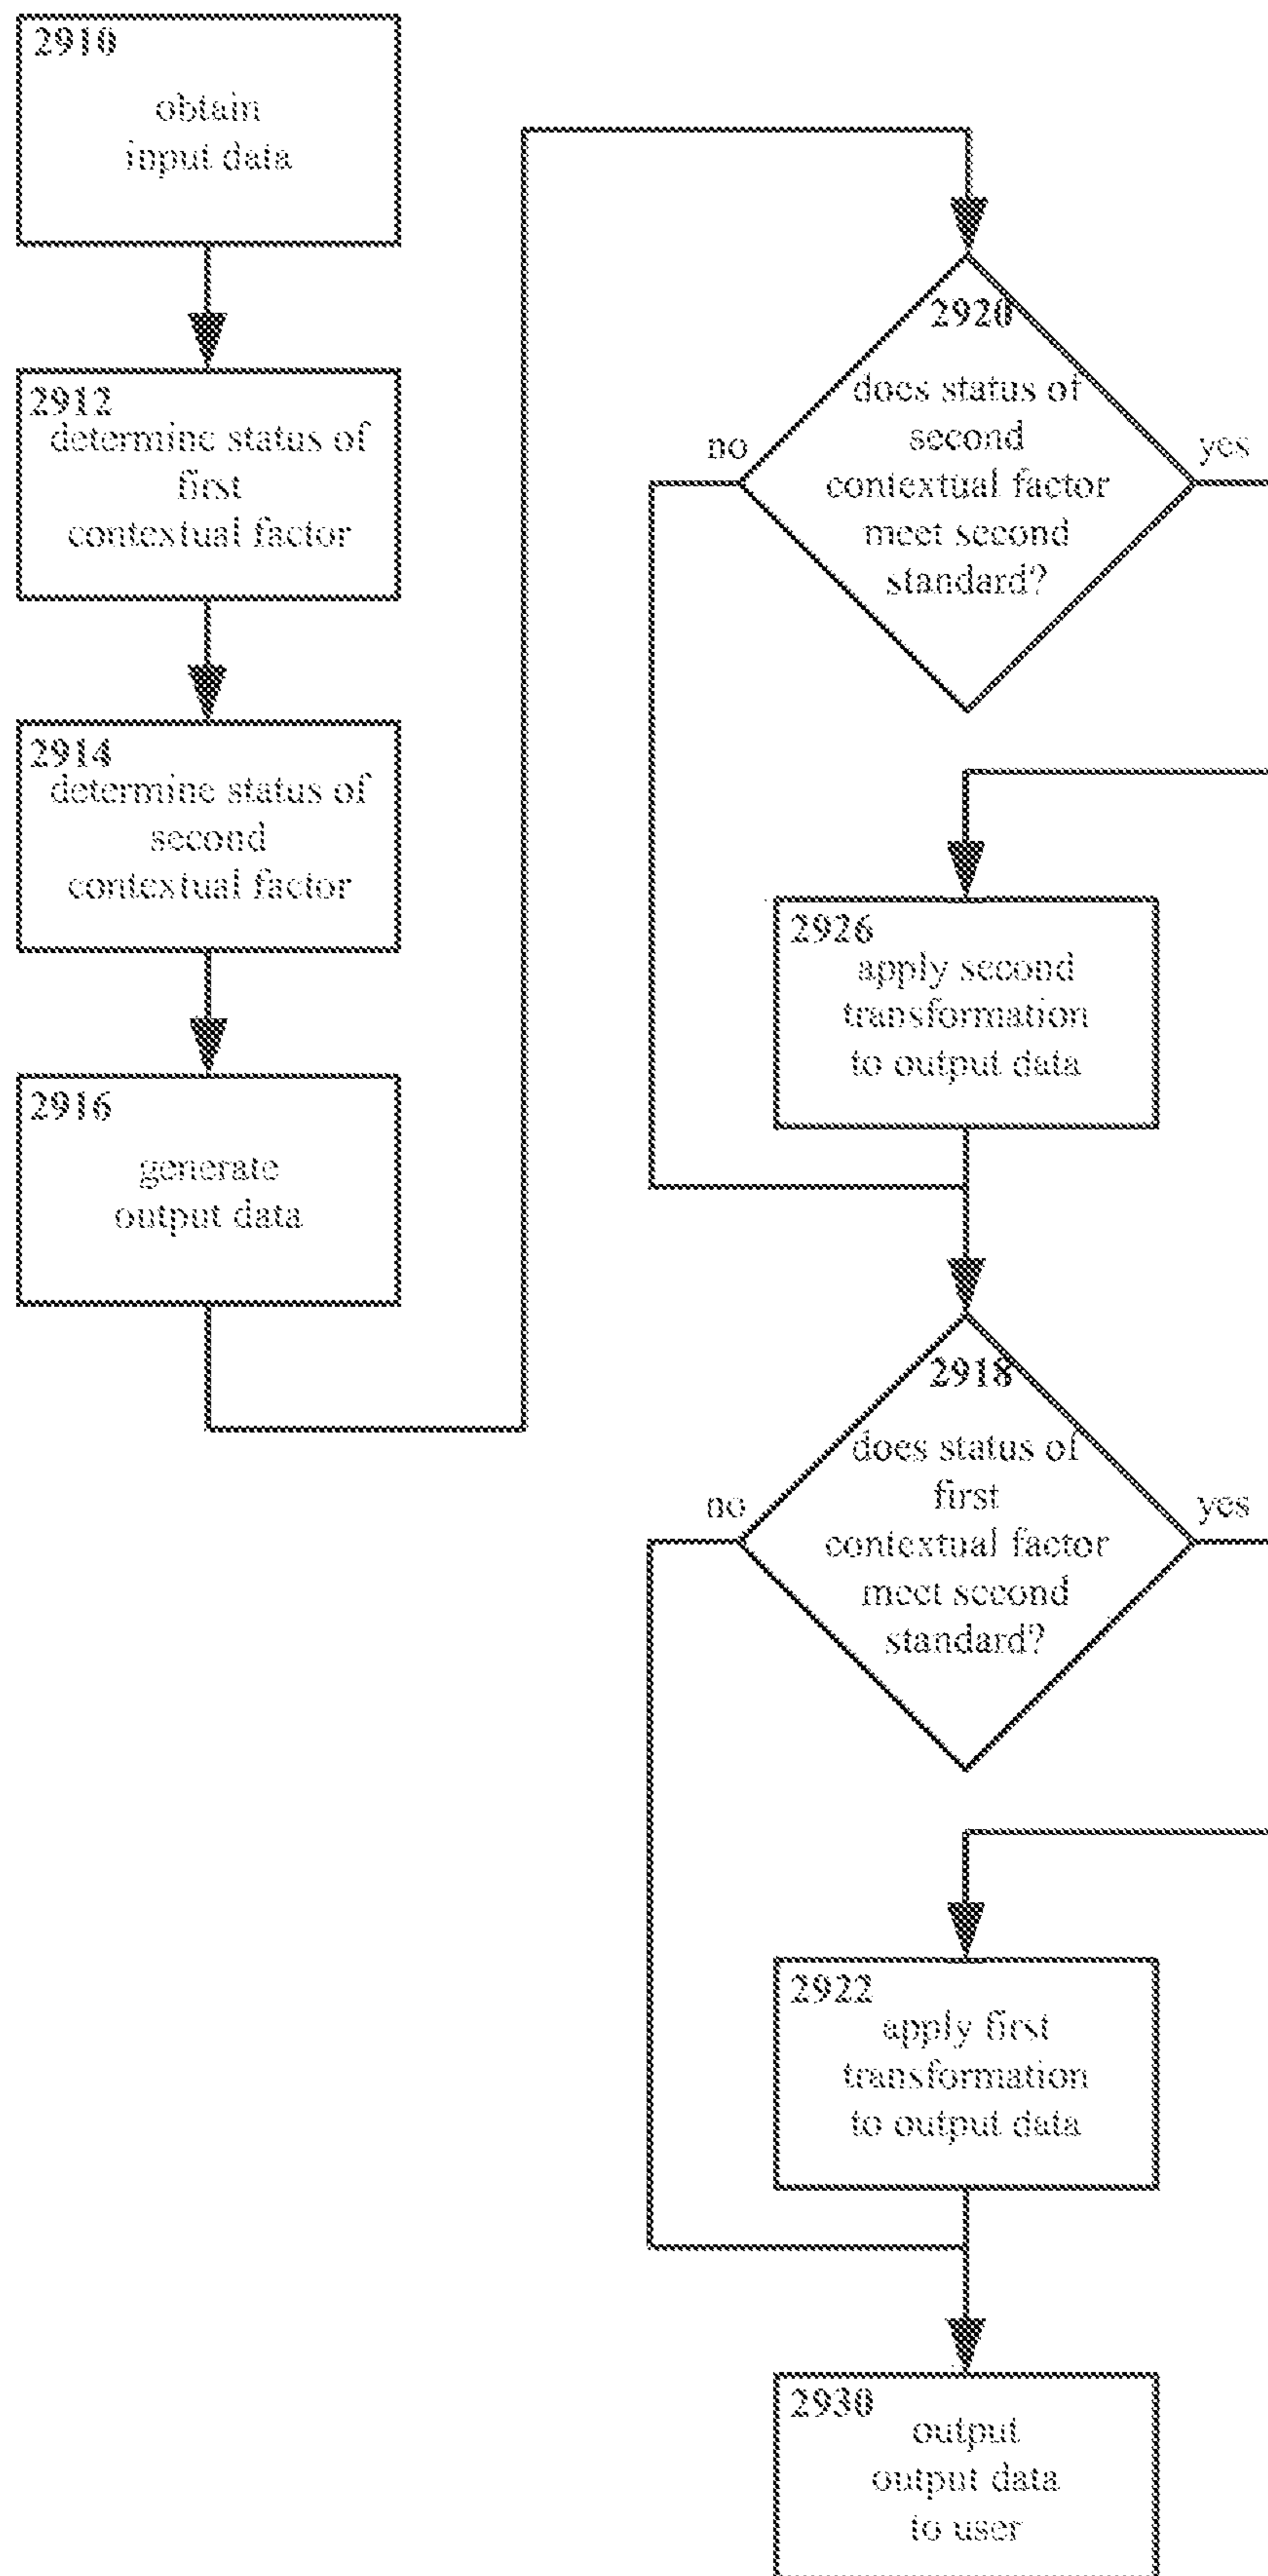 2910
obtain
input data
2912
determine status of
first
contextual factor
2914
determine status of
second
contextual factor
2916
generate
output data
2920
does status of
second
contextual factor
meet second
standard?
no
yes
2926
apply second
transformation
to output data
2918
does status of
first
contextual factor
meet second
standard?
no
yes
2922
apply first
transformation
to output data
2930
output
output data
to user